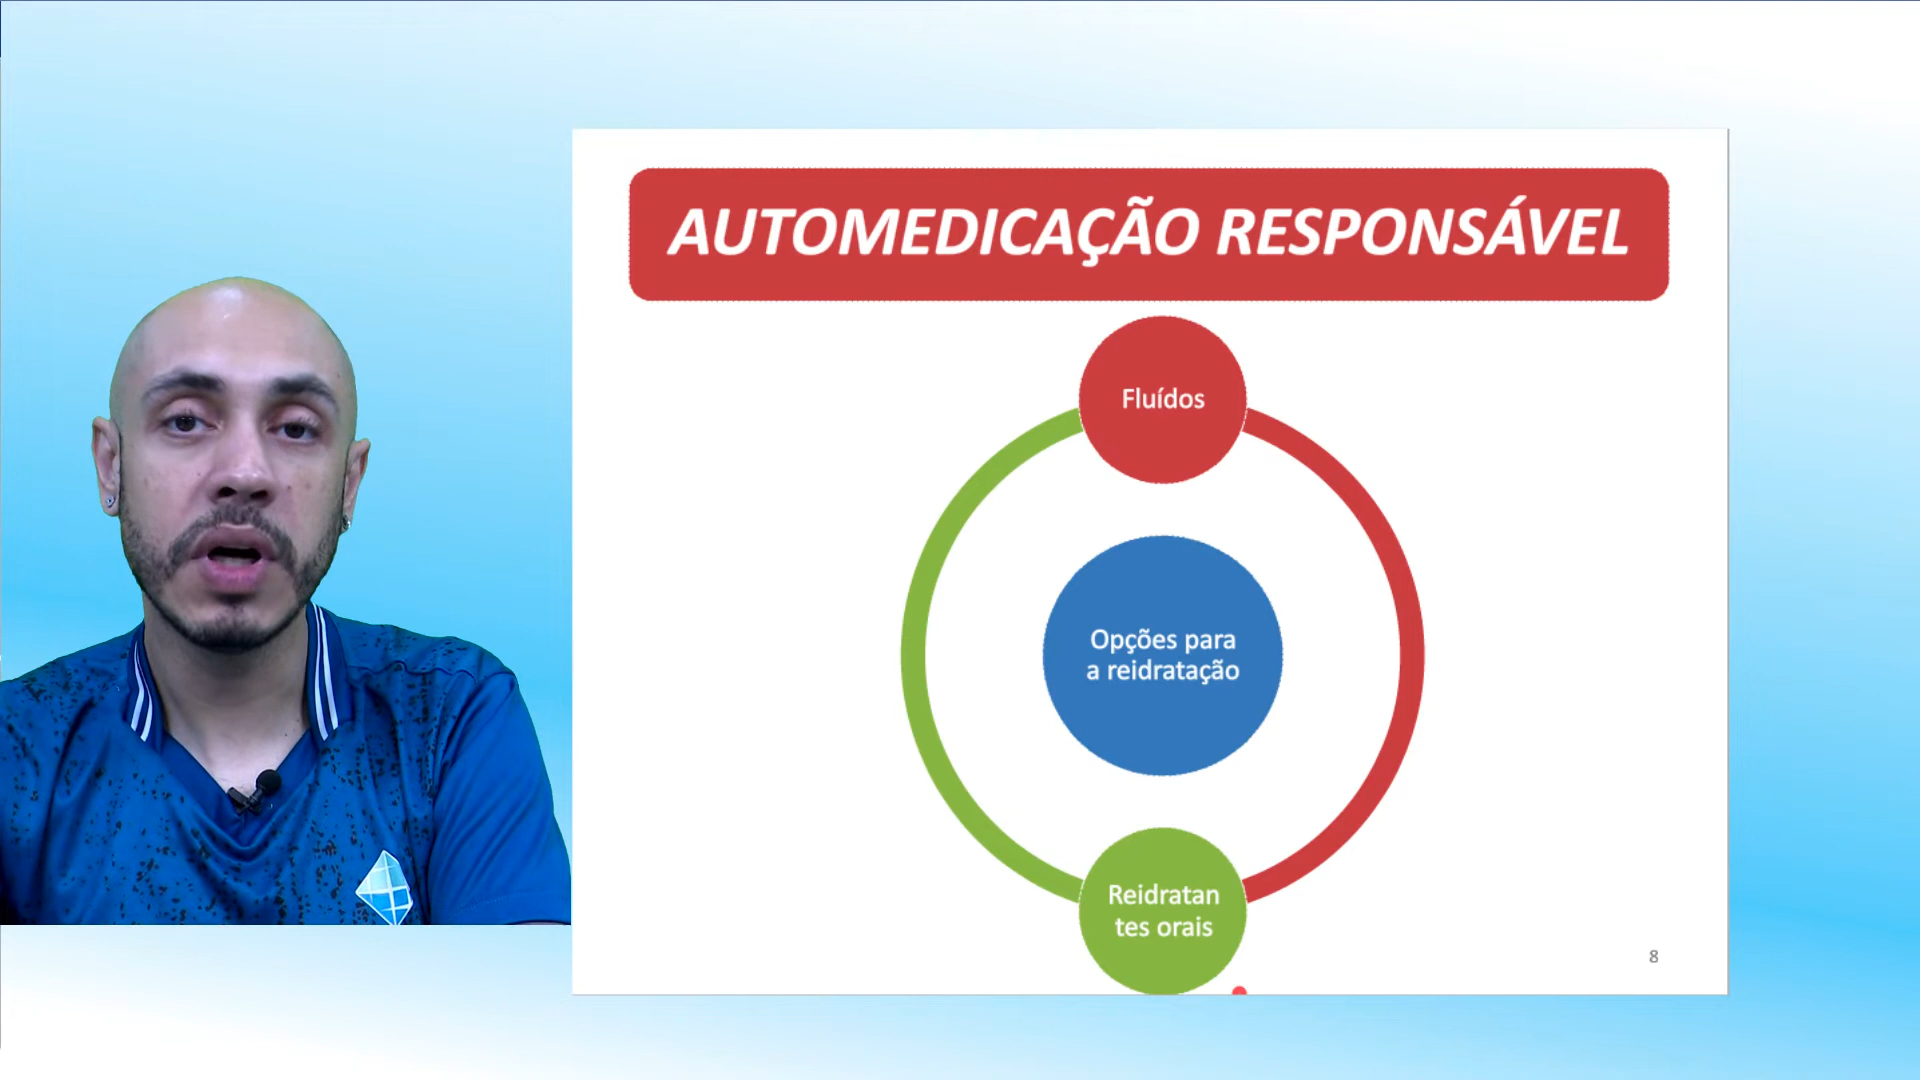 AUTOMEDICAÇÃO RESPONSÁVEL
Fluídos
Opções para
a reidratação
Reidratan
tes orais
8